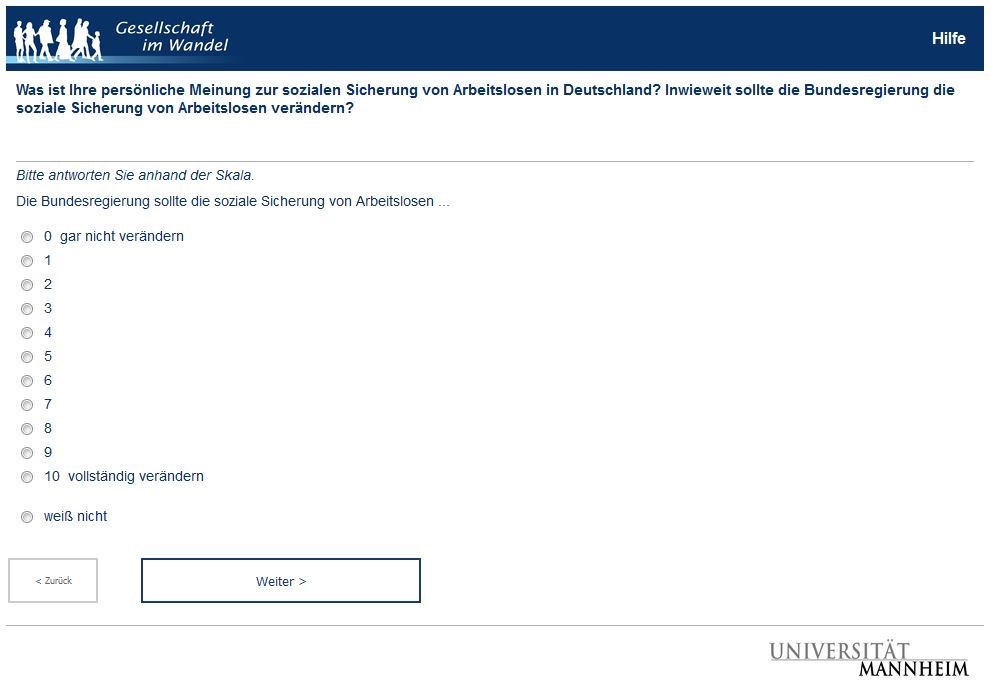 Gesellschaft
im Wandel
Hilfe
Was ist Ihre persönliche Meinung zur sozialen Sicherung von Arbeitslosen in Deutschland? Inwieweit sollte die Bundesregierung die
soziale Sicherung von Arbeitslosen verändern?
Bitte antworten Sie anhand der Skala.
Die Bundesregierung sollte die soziale Sicherung von Arbeitslosen ...
0 gar nicht verändern
1
2
3
4
5
6
7
8
9
10 vollständig verändern
weiß nicht
< Zurück
Weiter >
UNIVERSITÄT
MANNHEIM